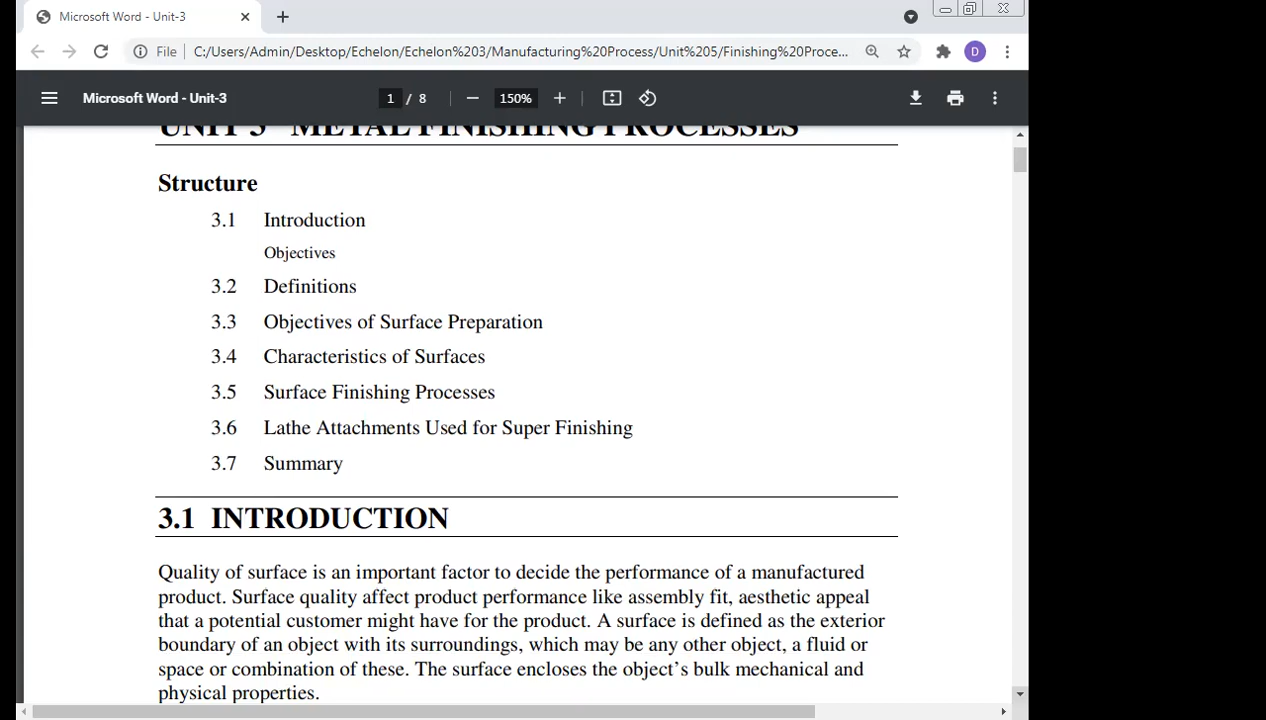 Microsoft Word - Unit-3
File C:/Users/Admin/Desktop/Echelon/Echelon%203/Manufacturing%20Process/Unit%205/Finishing%20Proce...
D
Microsoft Word - Unit-3
1 / 8
150%
UNIT 3 METAL FINISHING PROCESSES
Structure
3.1 Introduction
Objectives
3.2 Definitions
3.3 Objectives of Surface Preparation
3.4 Characteristics of Surfaces
3.5 Surface Finishing Processes
3.6 Lathe Attachments Used for Super Finishing
3.7 Summary
3.1 INTRODUCTION
Quality of surface is an important factor to decide the performance of a manufactured
product. Surface quality affect product performance like assembly fit, aesthetic appeal
that a potential customer might have for the product. A surface is defined as the exterior
boundary of an object with its surroundings, which may be any other object, a fluid or
space or combination of these. The surface encloses the object’s bulk mechanical and
physical properties.